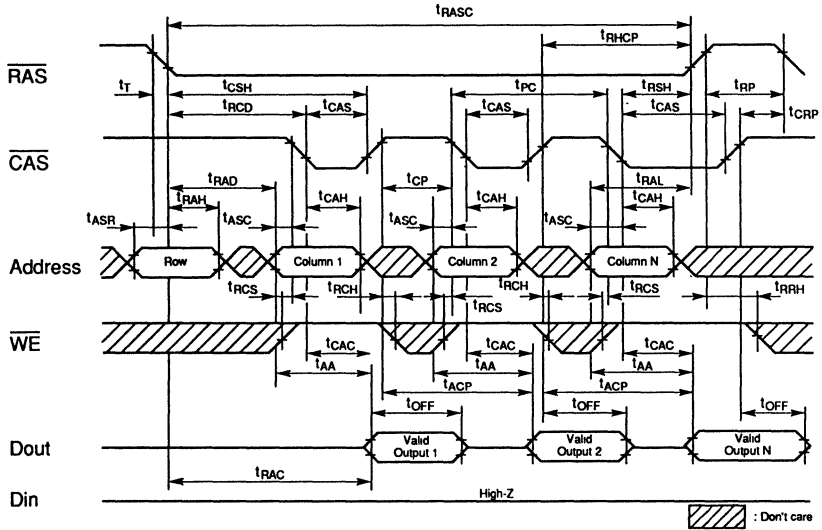 tRASC
tRHCP
RAS
tT
tCSH
tPC
tRSH
tRP
tRCD
tCAS
tCAS
tCAS
tCRP
CAS
tRAD
tCP
tRAL
tRAH
tCAH
tCAH
tCAH
tASR
tASC
tASC
tASC
Address
Row
Column 1
Column 2
Column N
tRCS
tRCH
tRCS
tRCH
tRCS
tRRH
WE
tCAC
tCAC
tCAC
tAA
tAA
tAA
tACP
tACP
tOFF
tOFF
tOFF
Dout
Valid
Output 1
Valid
Output 2
Valid
Output N
tRAC
Din
High-Z
: Don't care